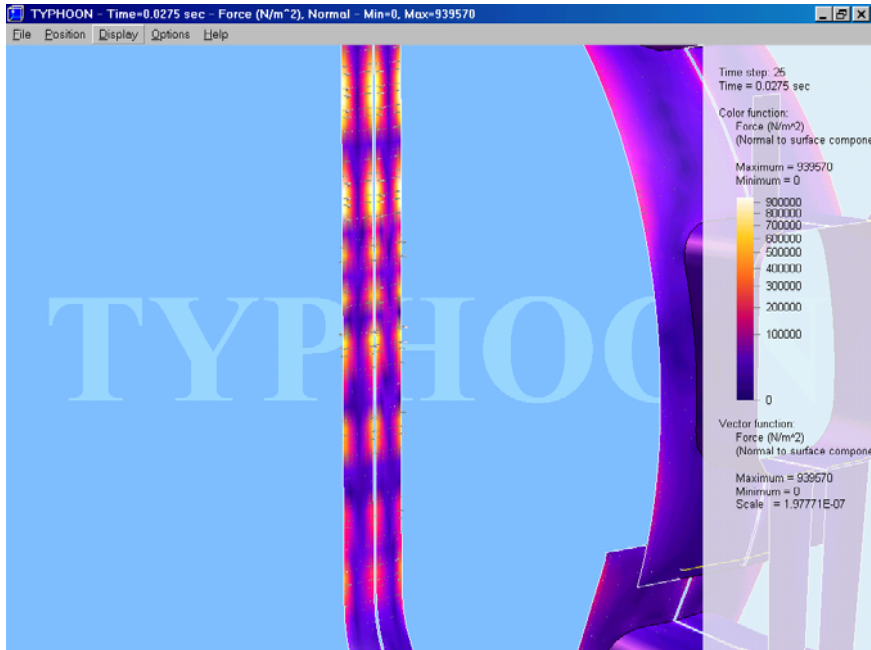 TYPHOON - Time=0.0275 sec - Force (N/m^2), Normal - Min=0, Max=939570
File Position Display Options Help
Time step: 25
Time = 0.0275 sec
Color function:
Force (N/m^2)
(Normal to surface compone
Maximum = 939570
Minimum = 0
900000
800000
700000
600000
500000
400000
300000
200000
100000
0
Vector function:
Force (N/m^2)
(Normal to surface compone
Maximum = 939570
Minimum = 0
Scale = 1.97771E-07
TYPHOON